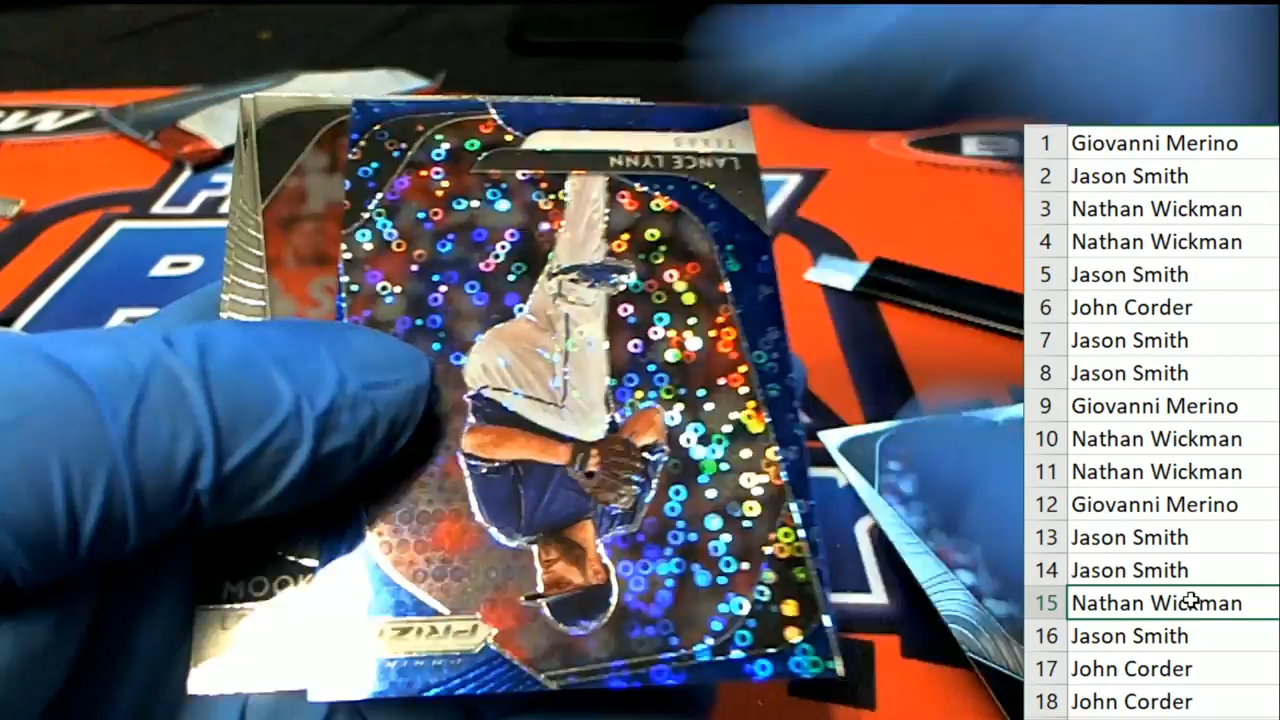 TEXAS
LANCE LYNN
MOOK
PRIZ
D
1 Giovanni Merino
2 Jason Smith
3 Nathan Wickman
4 Nathan Wickman
5 Jason Smith
6 John Corder
7 Jason Smith
8 Jason Smith
9 Giovanni Merino
10 Nathan Wickman
11 Nathan Wickman
12 Giovanni Merino
13 Jason Smith
14 Jason Smith
15 Nathan Wickman
16 Jason Smith
17 John Corder
18 John Corder